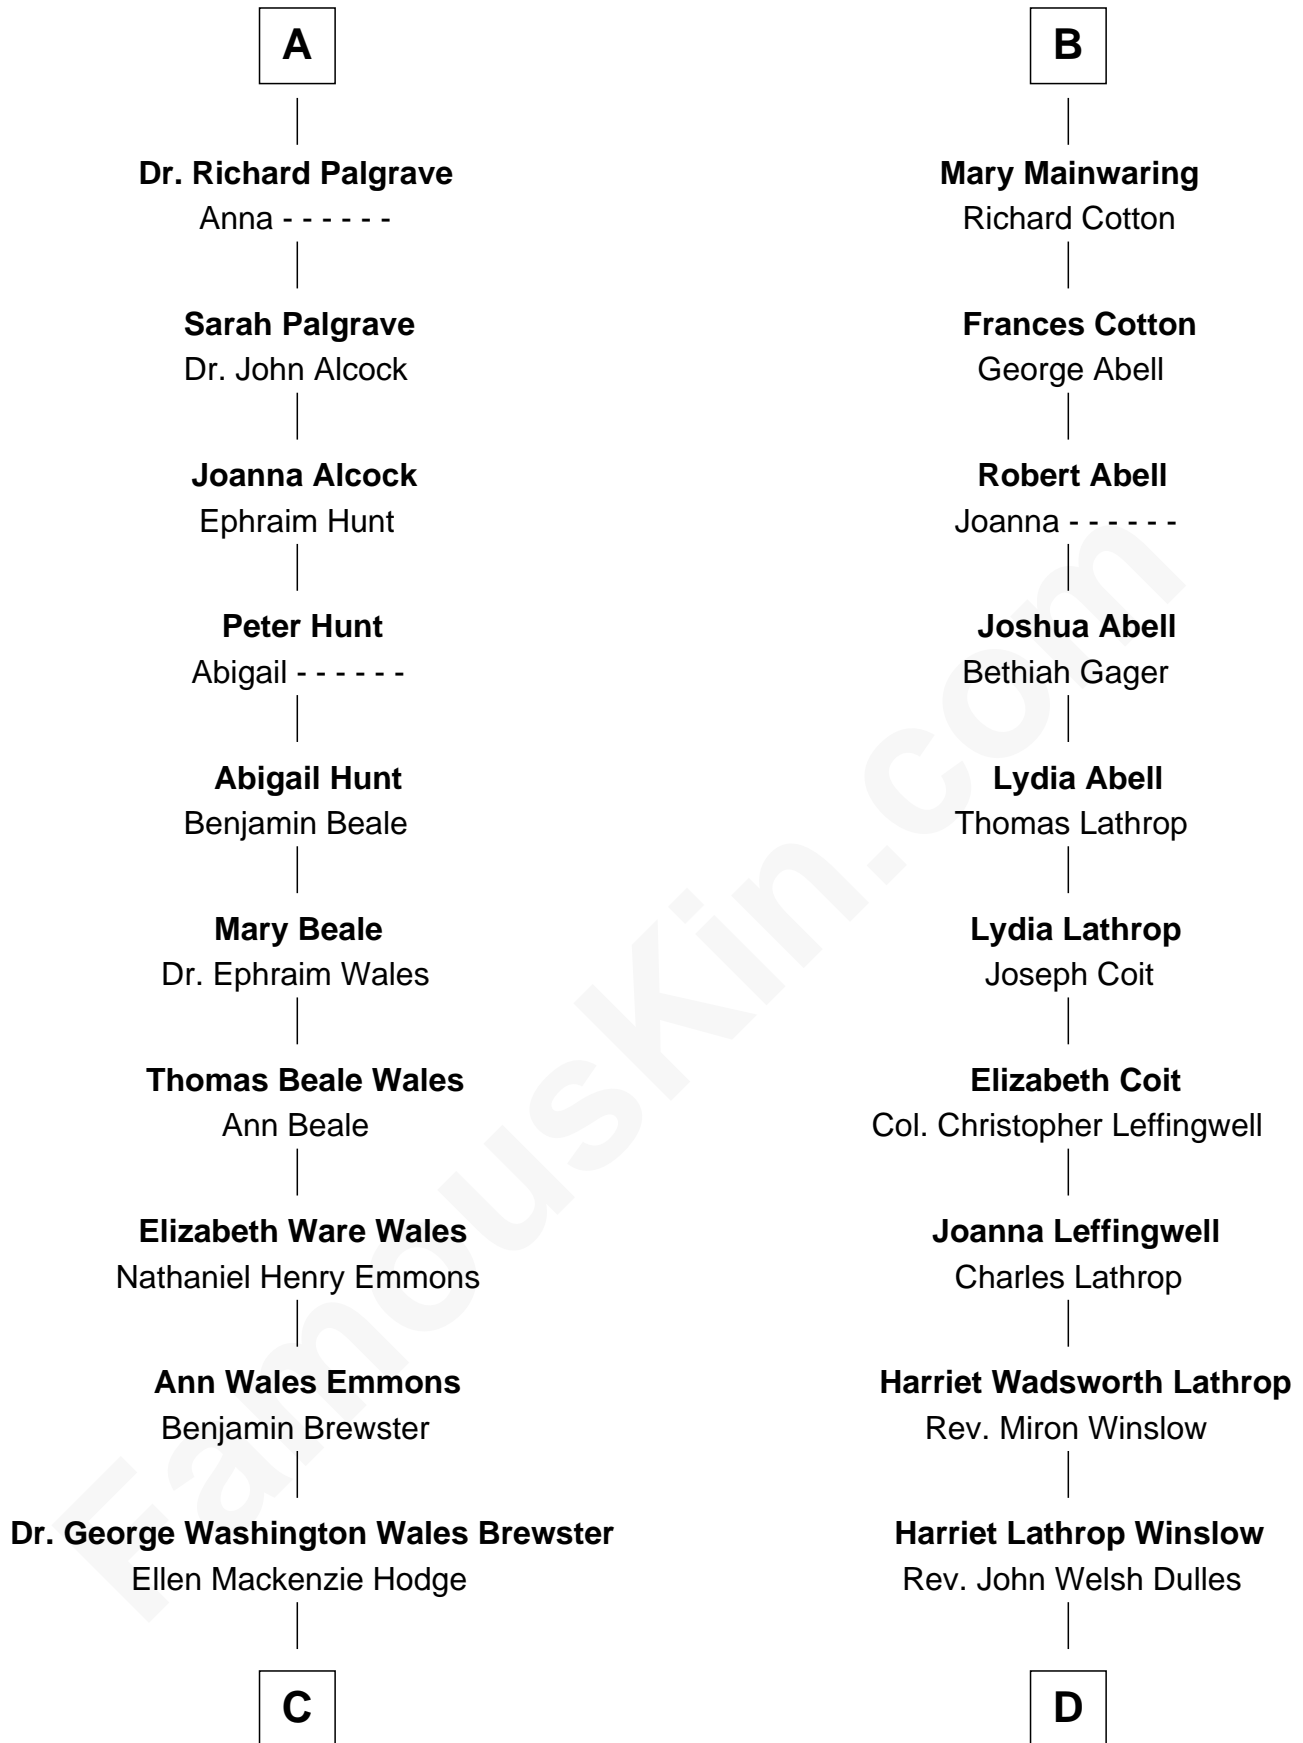 A
Dr. Richard Palgrave
Anna - - - - - -
Sarah Palgrave
Dr. John Alcock
Joanna Alcock
Ephraim Hunt
Peter Hunt
Abigail - - - - - -
Abigail Hunt
Benjamin Beale
Mary Beale
Dr. Ephraim Wales
Thomas Beale Wales
Ann Beale
Elizabeth Ware Wales
Nathaniel Henry Emmons
Ann Wales Emmons
Benjamin Brewster
Dr. George Washington Wales Brewster
Ellen Mackenzie Hodge
C
B
Mary Mainwaring
Richard Cotton
Frances Cotton
George Abell
Robert Abell
Joanna - - - - - -
Joshua Abell
Bethiah Gager
Lydia Abell
Thomas Lathrop
Lydia Lathrop
Joseph Coit
Elizabeth Coit
Col. Christopher Leffingwell
Joanna Leffingwell
Charles Lathrop
Harriet Wadsworth Lathrop
Rev. Miron Winslow
Harriet Lathrop Winslow
Rev. John Welsh Dulles
D
FamousKin.com